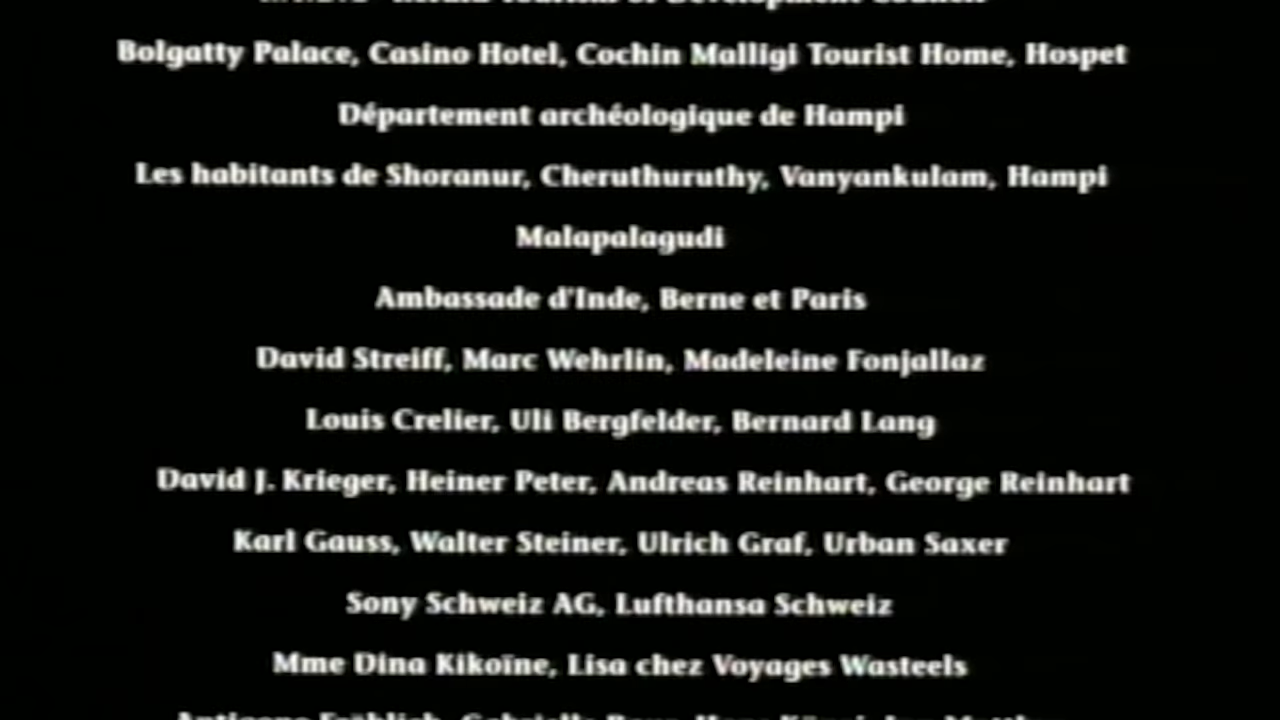 Bolgatty Palace, Casino Hotel, Cochin Malligi Tourist Home, Hospet
Département archéologique de Hampi
Les habitants de Shoranur, Cheruthuruthy, Vanyankulam, Hampi
Malapalagudi
Ambassade d'Inde, Berne et Paris
David Streiff, Marc Wehrlin, Madeleine Fonjallaz
Louis Crelier, Uli Bergfelder, Bernard Lang
David J. Krieger, Heiner Peter, Andreas Reinhart, George Reinhart
Karl Gauss, Walter Steiner, Ulrich Graf, Urban Saxer
Sony Schweiz AG, Lufthansa Schweiz
Mme Dina Kikoïne, Lisa chez Voyages Wasteels